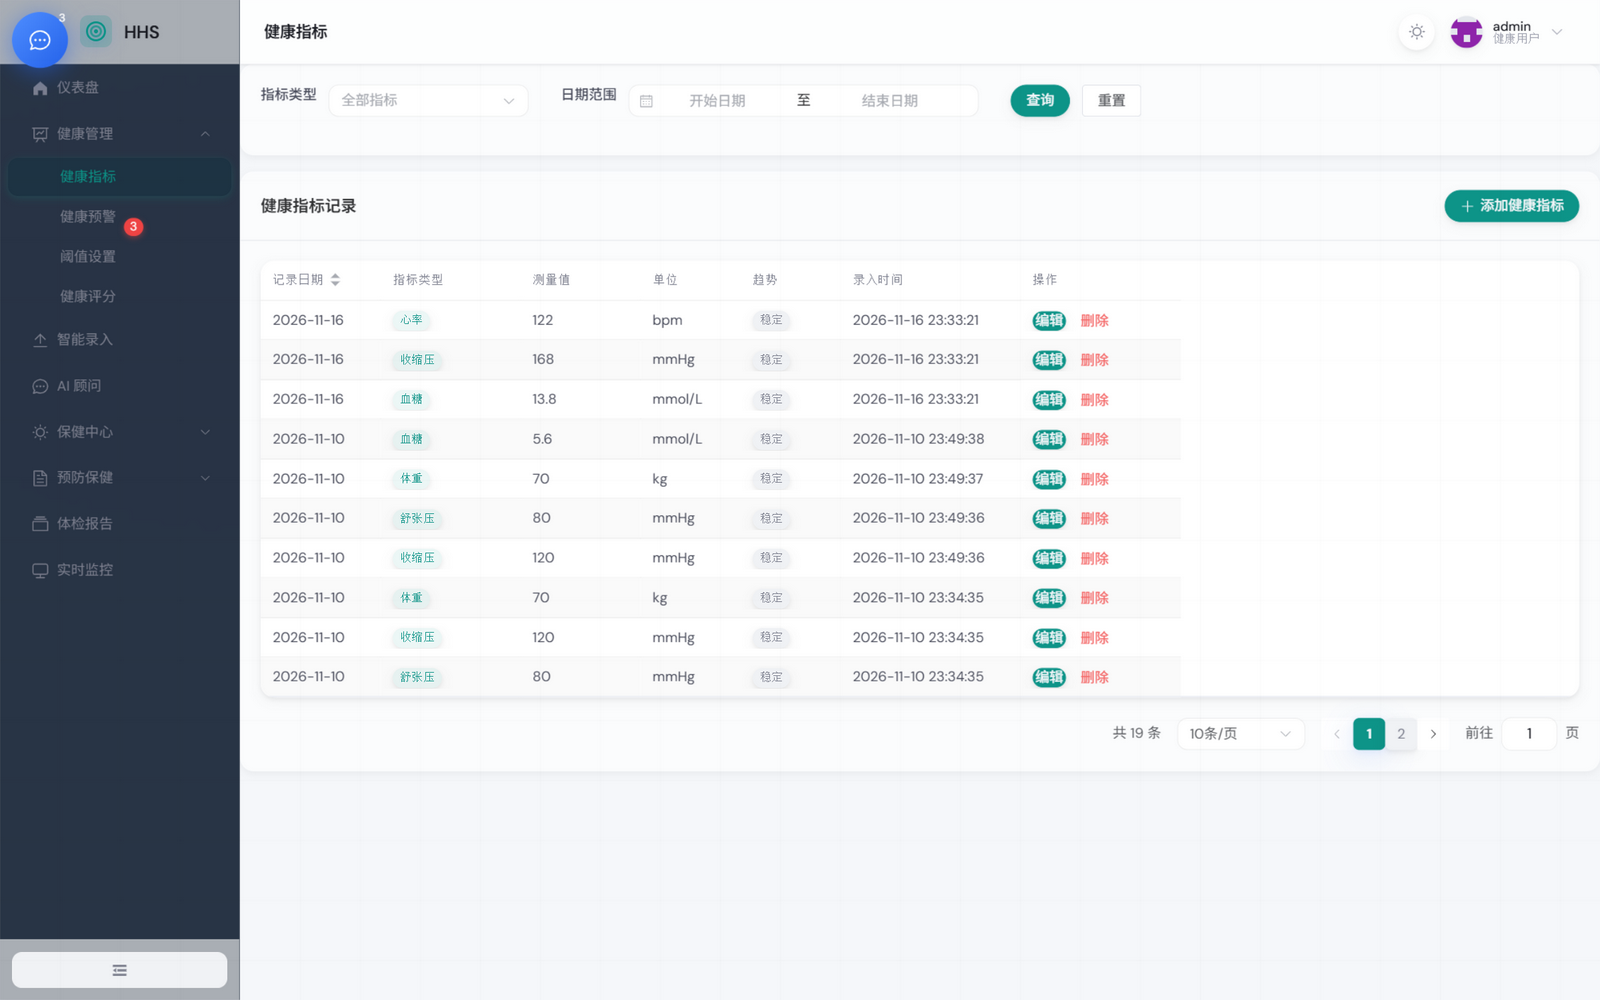 3
HHS
仪表盘
健康管理
健康指标
健康预警
3
阈值设置
健康评分
智能录入
AI 顾问
保健中心
预防保健
体检报告
实时监控
健康指标
admin
健康用户
指标类型 全部指标 日期范围 开始日期 至 结束日期 查询 重置
健康指标记录
添加健康指标
记录日期 指标类型 测量值 单位 趋势 录入时间 操作
2026-11-16 心率 122 bpm 稳定 2026-11-16 23:33:21 编辑 删除
2026-11-16 收缩压 168 mmHg 稳定 2026-11-16 23:33:21 编辑 删除
2026-11-16 血糖 13.8 mmol/L 稳定 2026-11-16 23:33:21 编辑 删除
2026-11-10 血糖 5.6 mmol/L 稳定 2026-11-10 23:49:38 编辑 删除
2026-11-10 体重 70 kg 稳定 2026-11-10 23:49:37 编辑 删除
2026-11-10 舒张压 80 mmHg 稳定 2026-11-10 23:49:36 编辑 删除
2026-11-10 收缩压 120 mmHg 稳定 2026-11-10 23:49:36 编辑 删除
2026-11-10 体重 70 kg 稳定 2026-11-10 23:34:35 编辑 删除
2026-11-10 收缩压 120 mmHg 稳定 2026-11-10 23:34:35 编辑 删除
2026-11-10 舒张压 80 mmHg 稳定 2026-11-10 23:34:35 编辑 删除
共 19 条 10条/页 1 2 前往 1 页